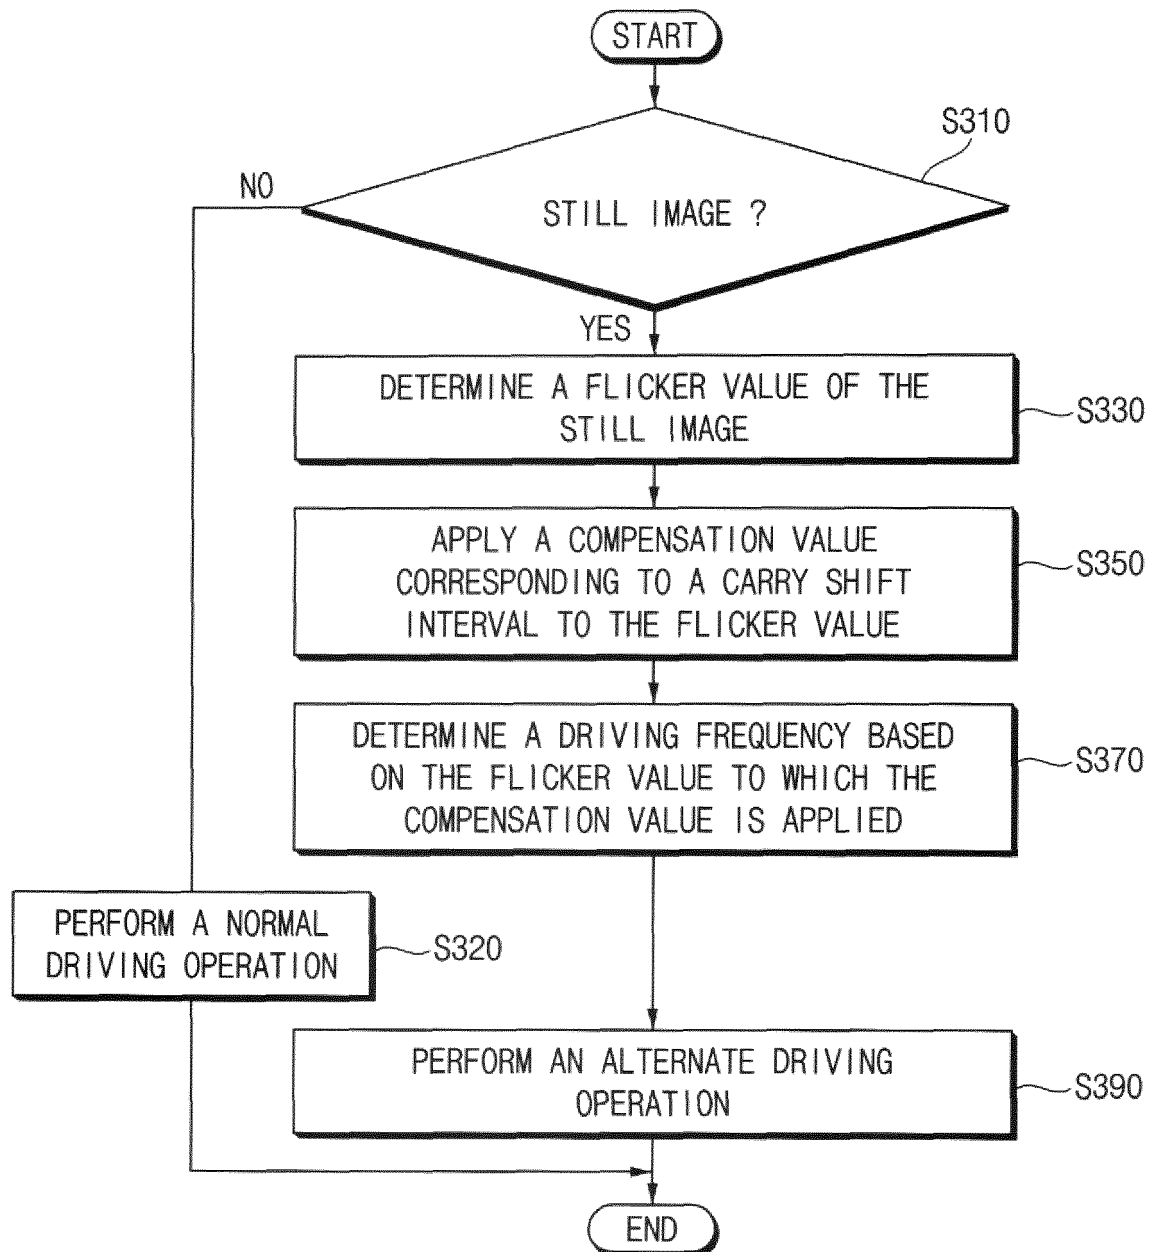 START
S310
NO
STILL IMAGE ?
YES
DETERMINE A FLICKER VALUE OF THE
STILL IMAGE
S330
APPLY A COMPENSATION VALUE
CORRESPONDING TO A CARRY SHIFT
INTERVAL TO THE FLICKER VALUE
S350
DETERMINE A DRIVING FREQUENCY BASED
ON THE FLICKER VALUE TO WHICH THE
COMPENSATION VALUE IS APPLIED
S370
PERFORM A NORMAL
DRIVING OPERATION
S320
PERFORM AN ALTERNATE DRIVING
OPERATION
S390
END